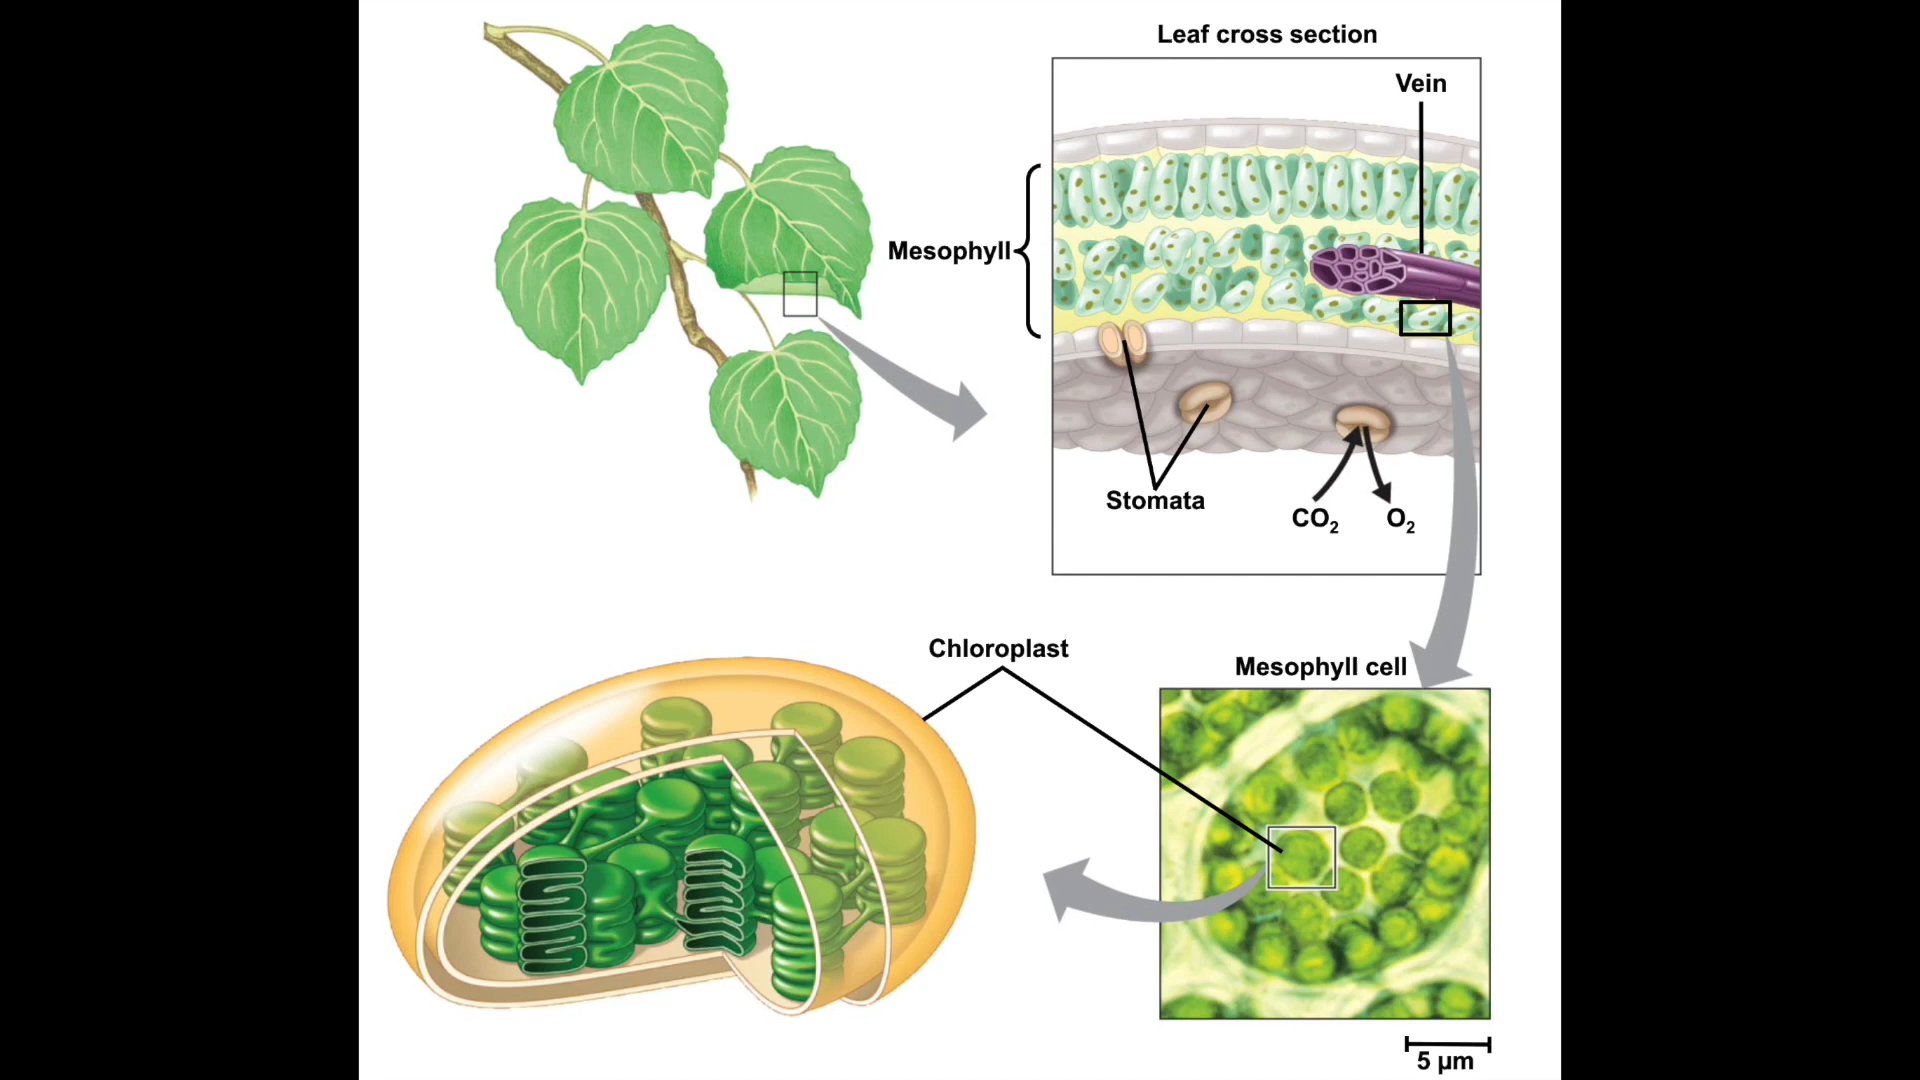 Leaf cross section
Vein
Mesophyll
Stomata
CO₂
O₂
Chloroplast
Mesophyll cell
5 µm